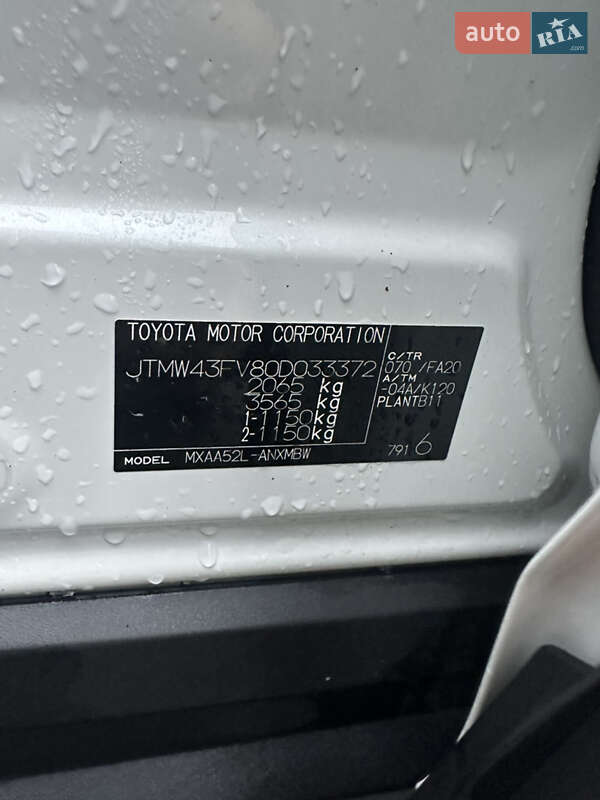 auto RIA.com
TOYOTA MOTOR CORPORATION
JTMW43FV80D033372
2065 kg
3565 kg
1-1150kg
2-1150kg
MODEL MXAA52L-ANXMBW
C/TR
070 /FA20
A/TM
-04A/K120
PLANTB11
791 6